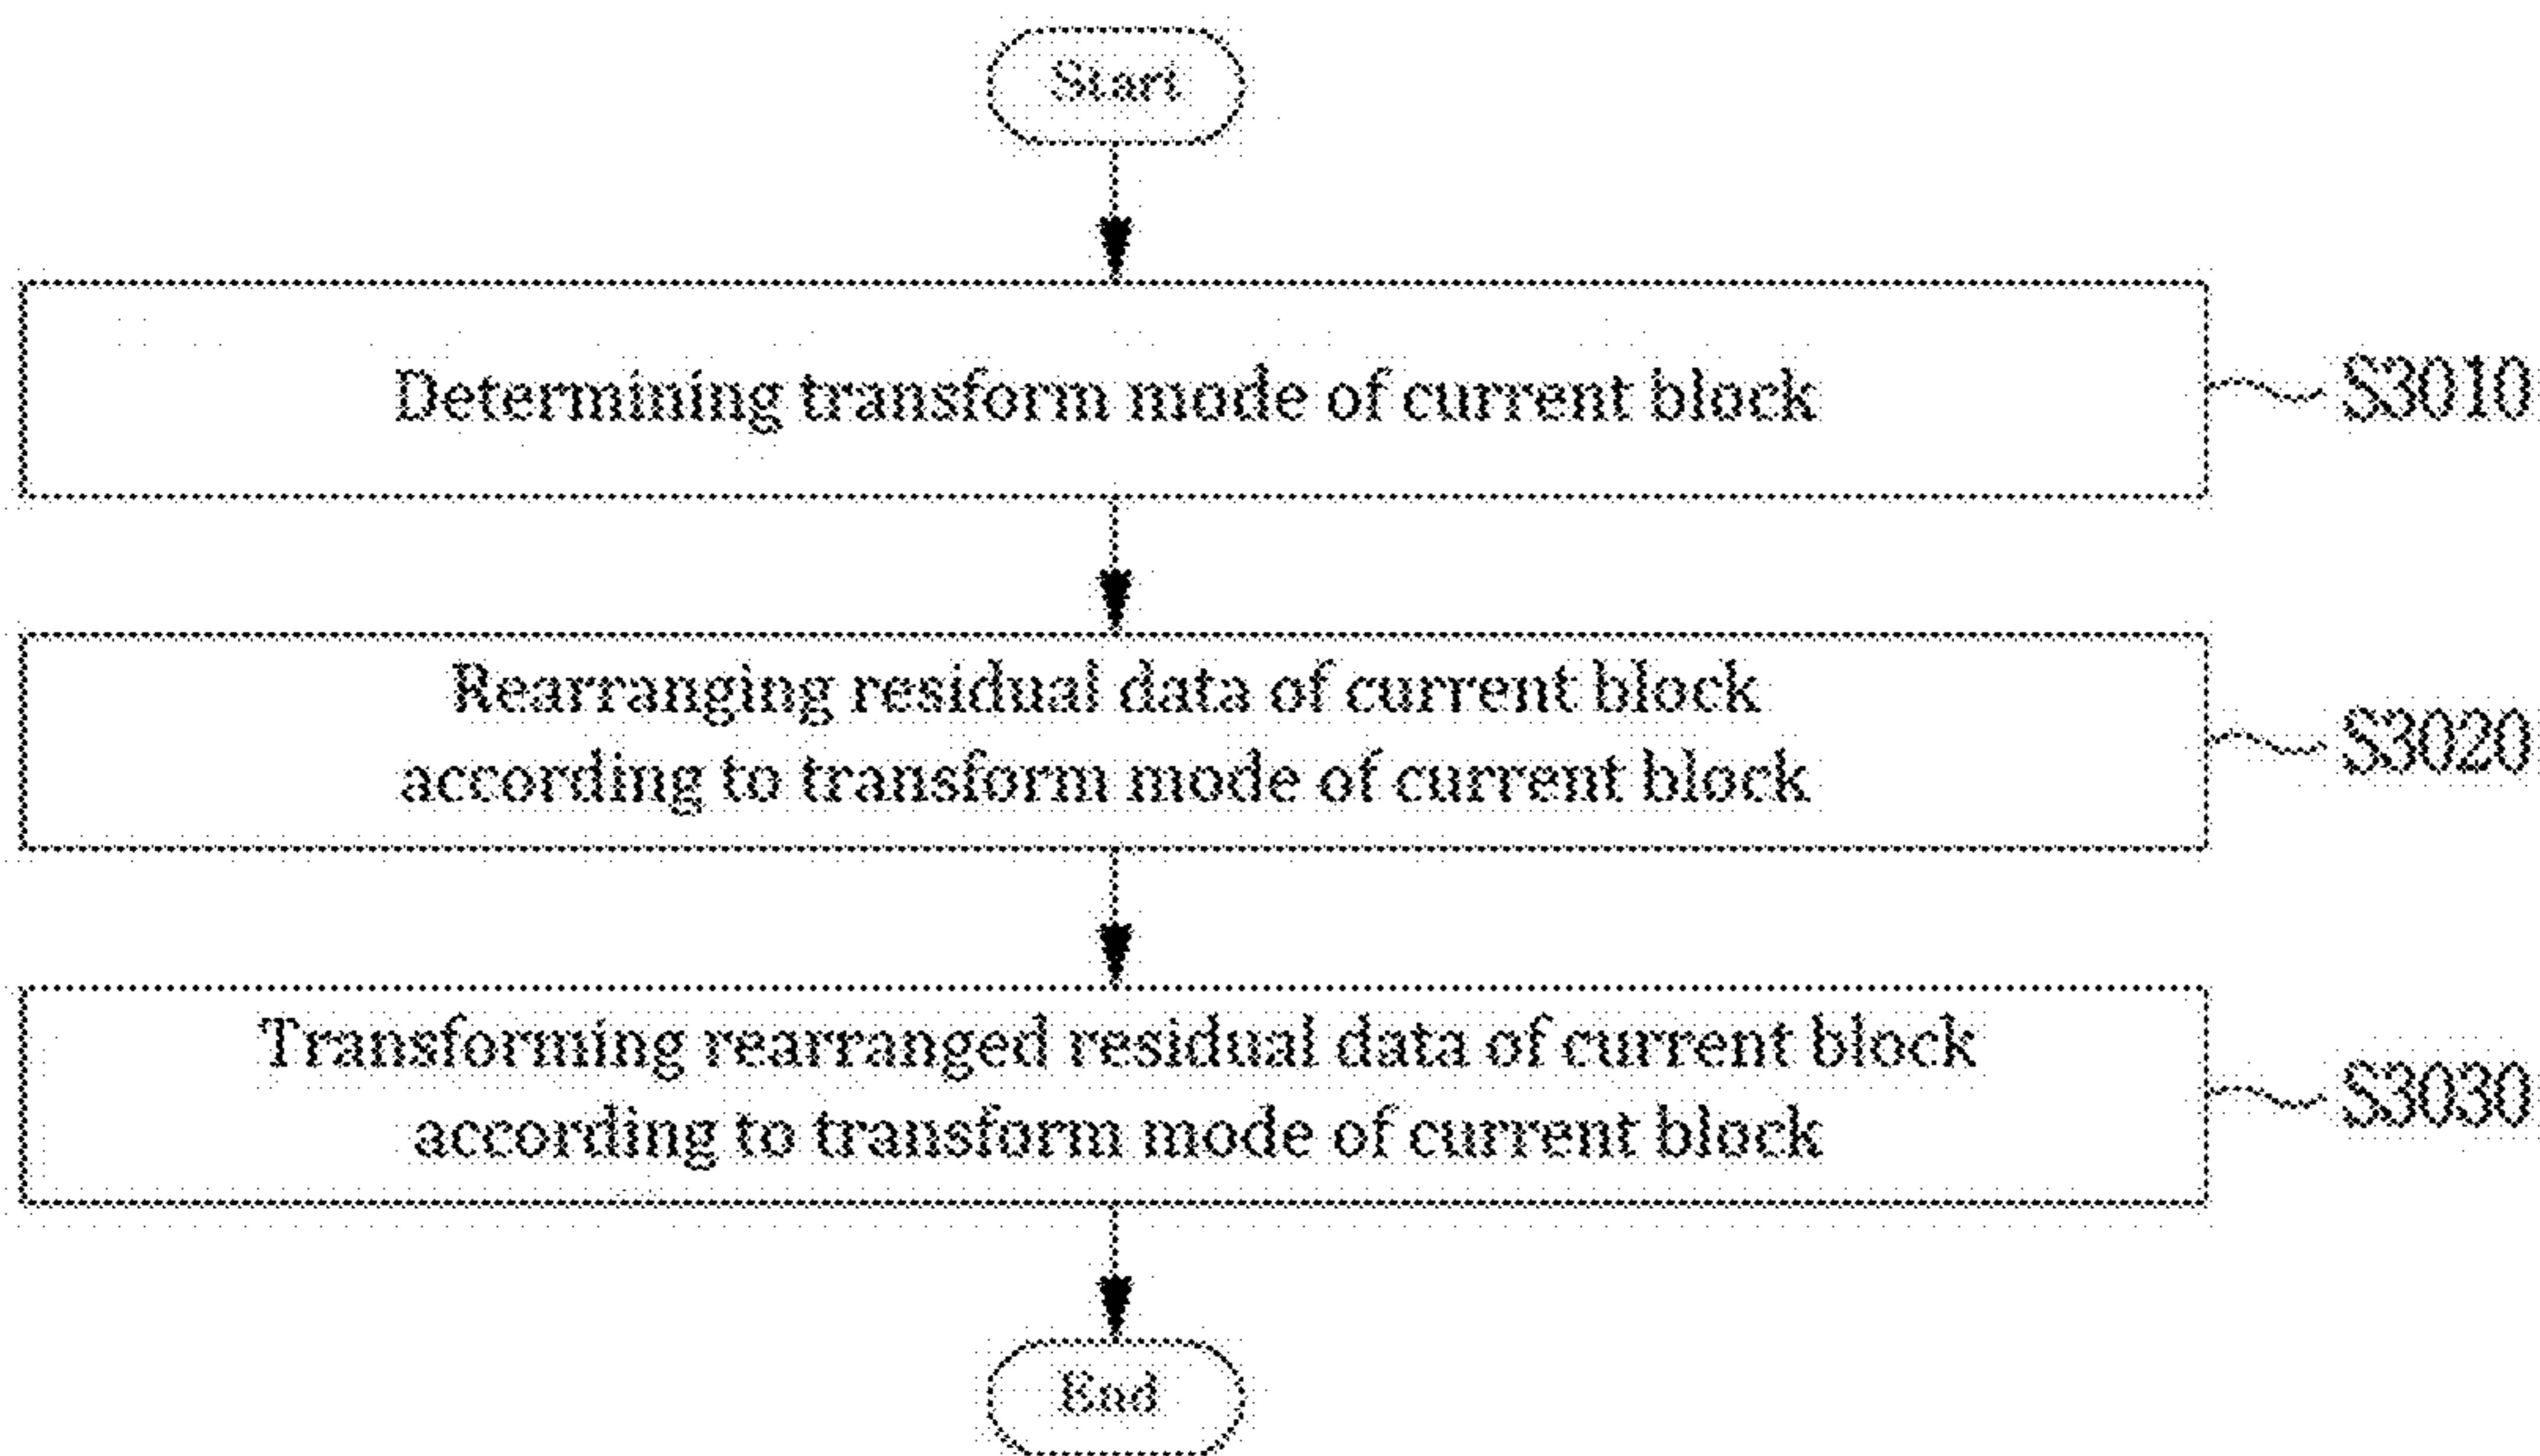 Start
Determining transform mode of current block
S3010
Rearranging residual data of current block
according to transform mode of current block
S3020
Transforming rearranged residual data of current block
according to transform mode of current block
S3030
End